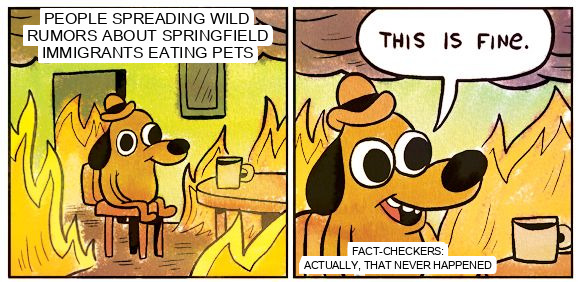 PEOPLE SPREADING WILD
RUMORS ABOUT SPRINGFIELD
IMMIGRANTS EATING PETS
THIS IS FINE.
FACT-CHECKERS:
ACTUALLY, THAT NEVER HAPPENED